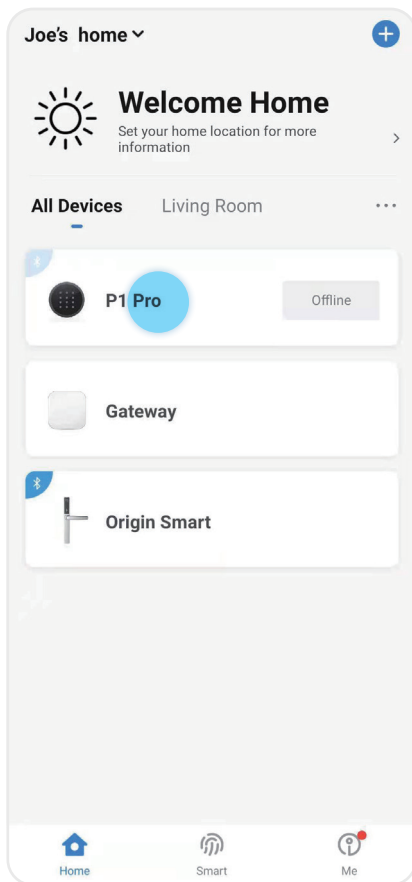 Joe's home
Welcome Home
Set your home location for more
information
All Devices
Living Room
P1 Pro
Offline
Gateway
Origin Smart
Home
Smart
Me